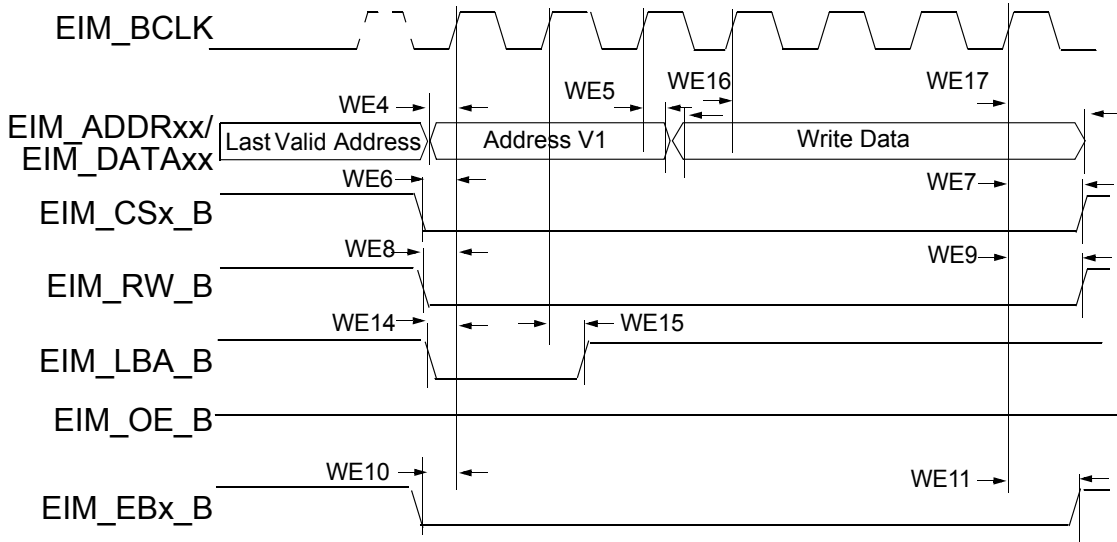 EIM_BCLK
WE4
WE5
WE16
WE17
EIM_ADDRxx/
EIM_DATAxx
Last Valid Address
Address V1
Write Data
WE6
WE7
EIM_CSx_B
WE8
WE9
EIM_RW_B
WE14
WE15
EIM_LBA_B
EIM_OE_B
WE10
WE11
EIM_EBx_B